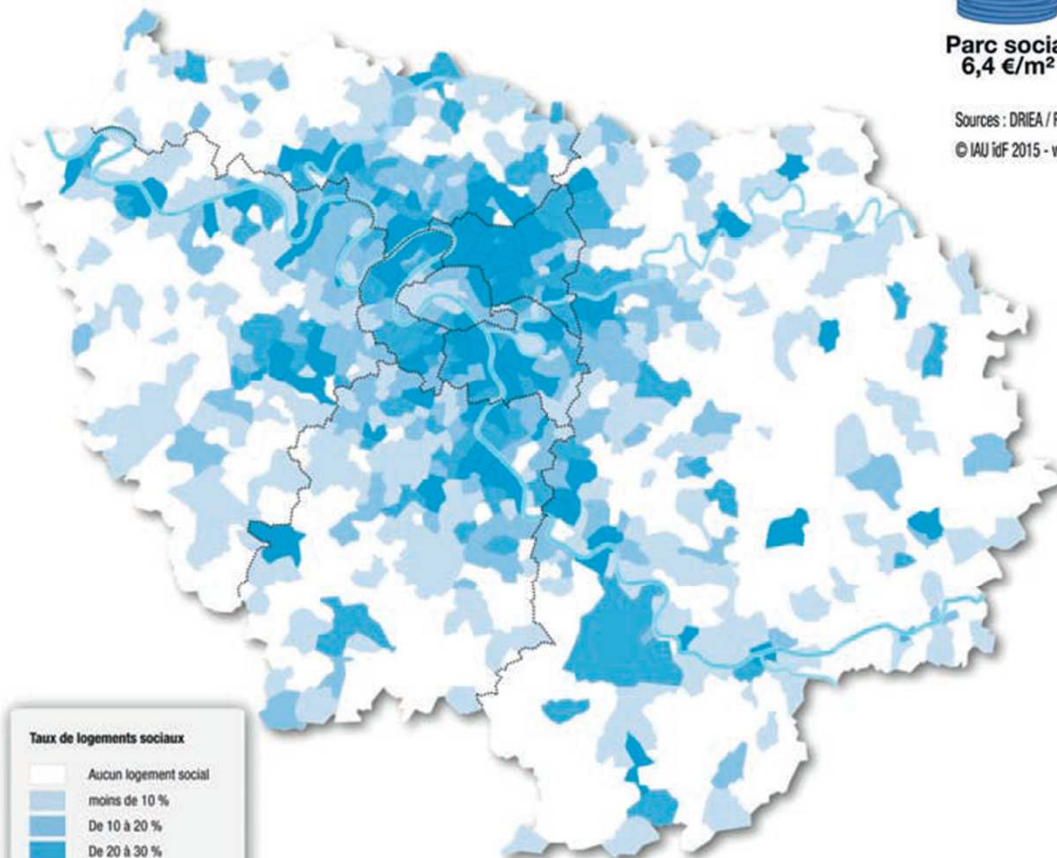 Parc socia
6,4 €/m²
Sources : DRIEA /
© IAU îdF 2015 -
Taux de logements sociaux
Aucun logement social
moins de 10 %
De 10 à 20 %
De 20 à 30 %